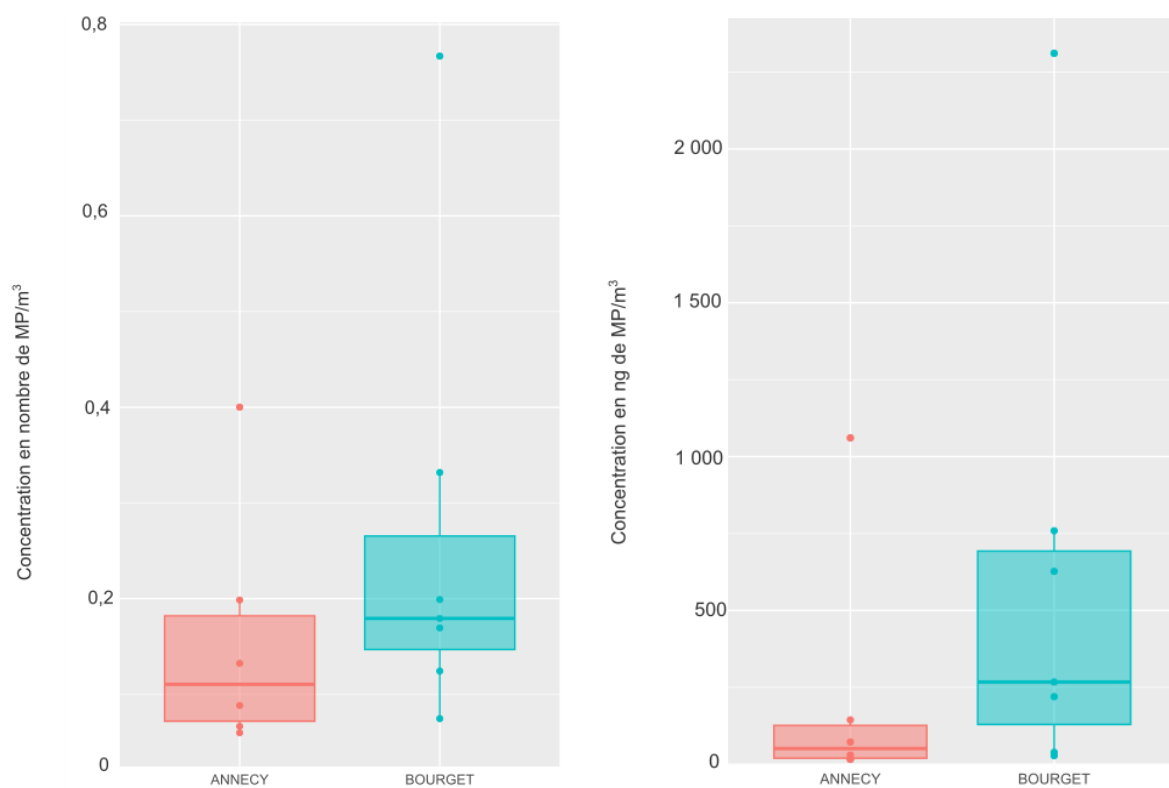 Concentration en nombre de MP/m³
0,8
0,6
0,4
0,2
0
ANNECY BOURGET
Concentration en ng de MP/m³
2 000
1 500
1 000
500
0
ANNECY BOURGET